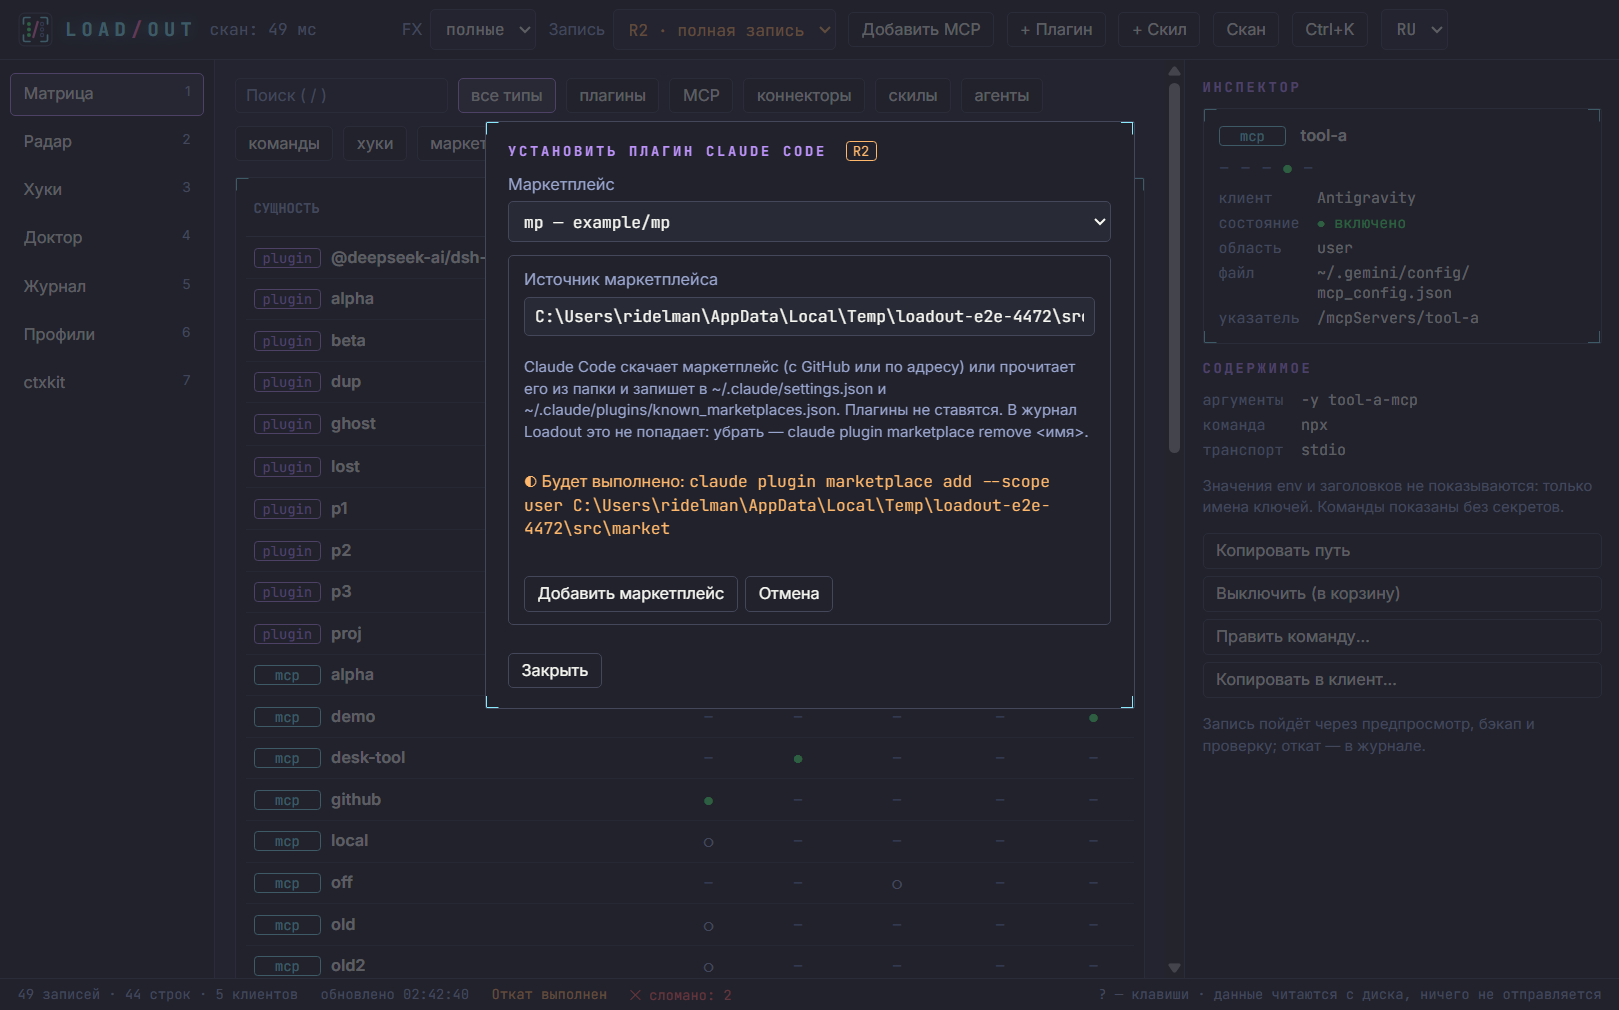 LOAD/OUT скан: 49 мс FX полные Запись R2 · полная запись Добавить MCP + Плагин + Скил Скан Ctrl+K RU
Матрица 1
Радар 2
Хуки 3
Доктор 4
Журнал 5
Профили 6
ctxkit 7
Поиск ( / ) все типы плагины MCP коннекторы скилы агенты
команды хуки маркет
СУЩНОСТЬ
plugin @deepseek-ai/dsh-
plugin alpha
plugin beta
plugin dup
plugin ghost
plugin lost
plugin p1
plugin p2
plugin p3
plugin proj
mcp alpha
mcp demo — — — — ●
mcp desk-tool — ● — — —
mcp github ● — — — —
mcp local ○ — — — —
mcp off — — ○ — —
mcp old ○ — — — —
mcp old2 ○ — — — —
УСТАНОВИТЬ ПЛАГИН CLAUDE CODE R2
Маркетплейс
mp — example/mp
Источник маркетплейса
C:\Users\ridelman\AppData\Local\Temp\loadout-e2e-4472\src
Claude Code скачает маркетплейс (с GitHub или по адресу) или прочитает
его из папки и запишет в ~/.claude/settings.json и
~/.claude/plugins/known_marketplaces.json. Плагины не ставятся. В журнал
Loadout это не попадает: убрать — claude plugin marketplace remove <имя>.
◐ Будет выполнено: claude plugin marketplace add --scope
user C:\Users\ridelman\AppData\Local\Temp\loadout-e2e-
4472\src\market
Добавить маркетплейс Отмена
Закрыть
ИНСПЕКТОР
mcp tool-a
— — — ● —
клиент Antigravity
состояние ● включено
область user
файл ~/.gemini/config/
mcp_config.json
указатель /mcpServers/tool-a
СОДЕРЖИМОЕ
аргументы -y tool-a-mcp
команда npx
транспорт stdio
Значения env и заголовков не показываются: только
имена ключей. Команды показаны без секретов.
Копировать путь
Выключить (в корзину)
Править команду...
Копировать в клиент...
Запись пойдёт через предпросмотр, бэкап и
проверку; откат — в журнале.
49 записей · 44 строк · 5 клиентов обновлено 02:42:40 Откат выполнен ✕ сломано: 2 ? — клавиши · данные читаются с диска, ничего не отправляется